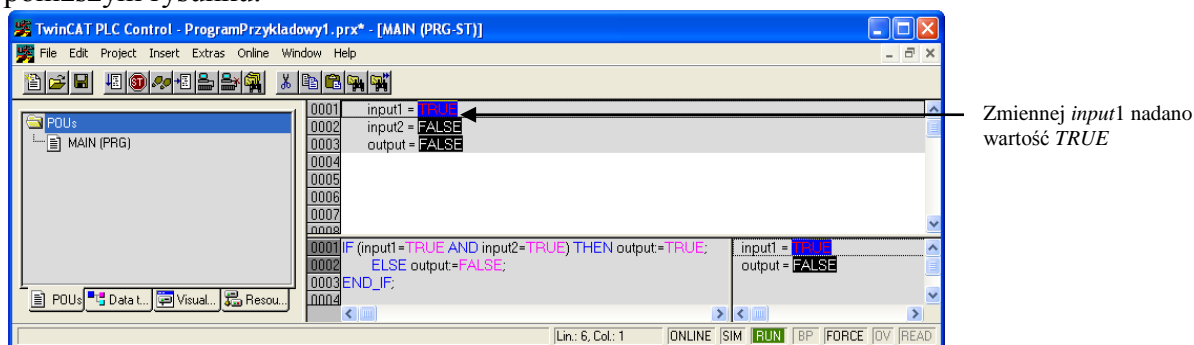 poniższym rysunku.
TwinCAT PLC Control - ProgramPrzykladowy1.prx* - [MAIN (PRG-ST)]
File Edit Project Insert Extras Online Window Help
POUs
MAIN (PRG)
0001 input1 = TRUE
0002 input2 = FALSE
0003 output = FALSE
0004
0005
0006
0007
0008
Zmiennej input1 nadano
wartość TRUE
0001 IF (input1=TRUE AND input2=TRUE) THEN output:=TRUE; input1 = TRUE
0002 ELSE output:=FALSE; output = FALSE
0003 END_IF;
0004
POUs Data t... Visual... Resou...
Lin.: 6, Col.: 1 ONLINE SIM RUN BP FORCE OV READ